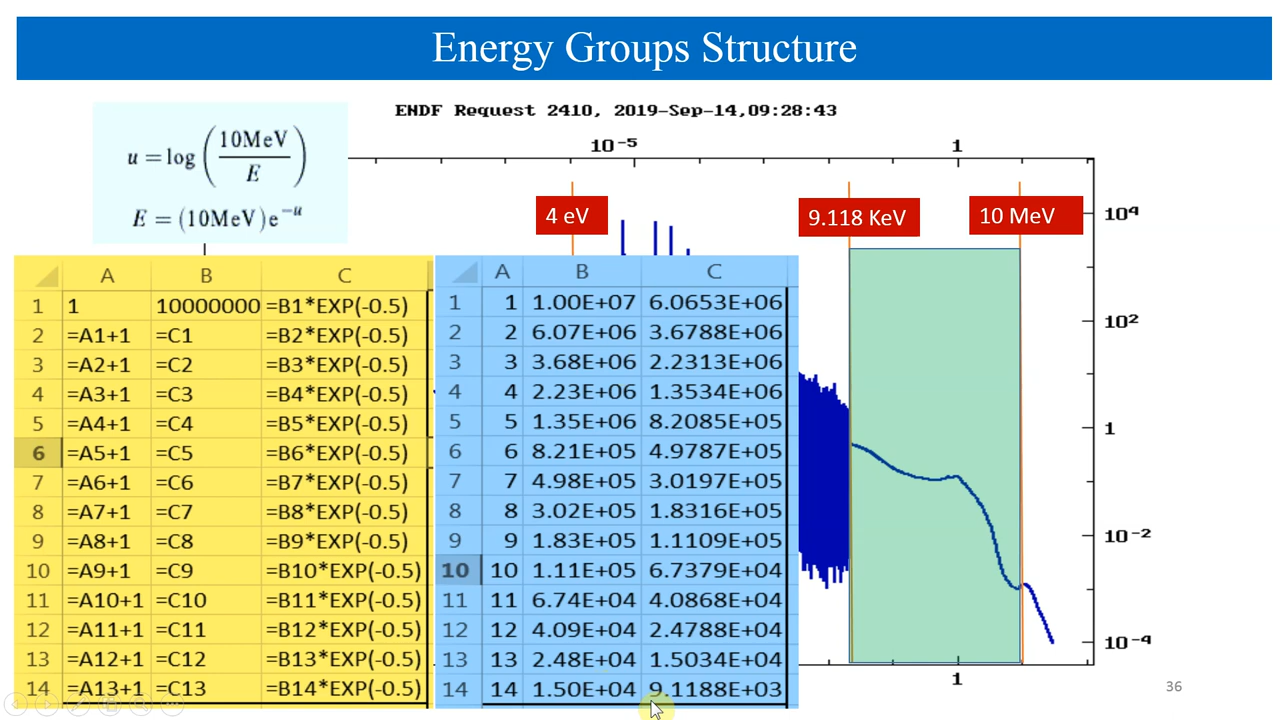 Energy Groups Structure
ENDF Request 2410, 2019-Sep-14,09:28:43
u = log (10MeV / E)
E = (10MeV)e^-u
10^-5 1
4 eV 9.118 KeV 10 MeV
10^4
10^2
1
10^-2
10^-4
1
A B C
1 1 10000000 =B1*EXP(-0.5)
2 =A1+1 =C1 =B2*EXP(-0.5)
3 =A2+1 =C2 =B3*EXP(-0.5)
4 =A3+1 =C3 =B4*EXP(-0.5)
5 =A4+1 =C4 =B5*EXP(-0.5)
6 =A5+1 =C5 =B6*EXP(-0.5)
7 =A6+1 =C6 =B7*EXP(-0.5)
8 =A7+1 =C7 =B8*EXP(-0.5)
9 =A8+1 =C8 =B9*EXP(-0.5)
10 =A9+1 =C9 =B10*EXP(-0.5)
11 =A10+1 =C10 =B11*EXP(-0.5)
12 =A11+1 =C11 =B12*EXP(-0.5)
13 =A12+1 =C12 =B13*EXP(-0.5)
14 =A13+1 =C13 =B14*EXP(-0.5)
A B C
1 1 1.00E+07 6.0653E+06
2 2 6.07E+06 3.6788E+06
3 3 3.68E+06 2.2313E+06
4 4 2.23E+06 1.3534E+06
5 5 1.35E+06 8.2085E+05
6 6 8.21E+05 4.9787E+05
7 7 4.98E+05 3.0197E+05
8 8 3.02E+05 1.8316E+05
9 9 1.83E+05 1.1109E+05
10 10 1.11E+05 6.7379E+04
11 11 6.74E+04 4.0868E+04
12 12 4.09E+04 2.4788E+04
13 13 2.48E+04 1.5034E+04
14 14 1.50E+04 9.1188E+03
36